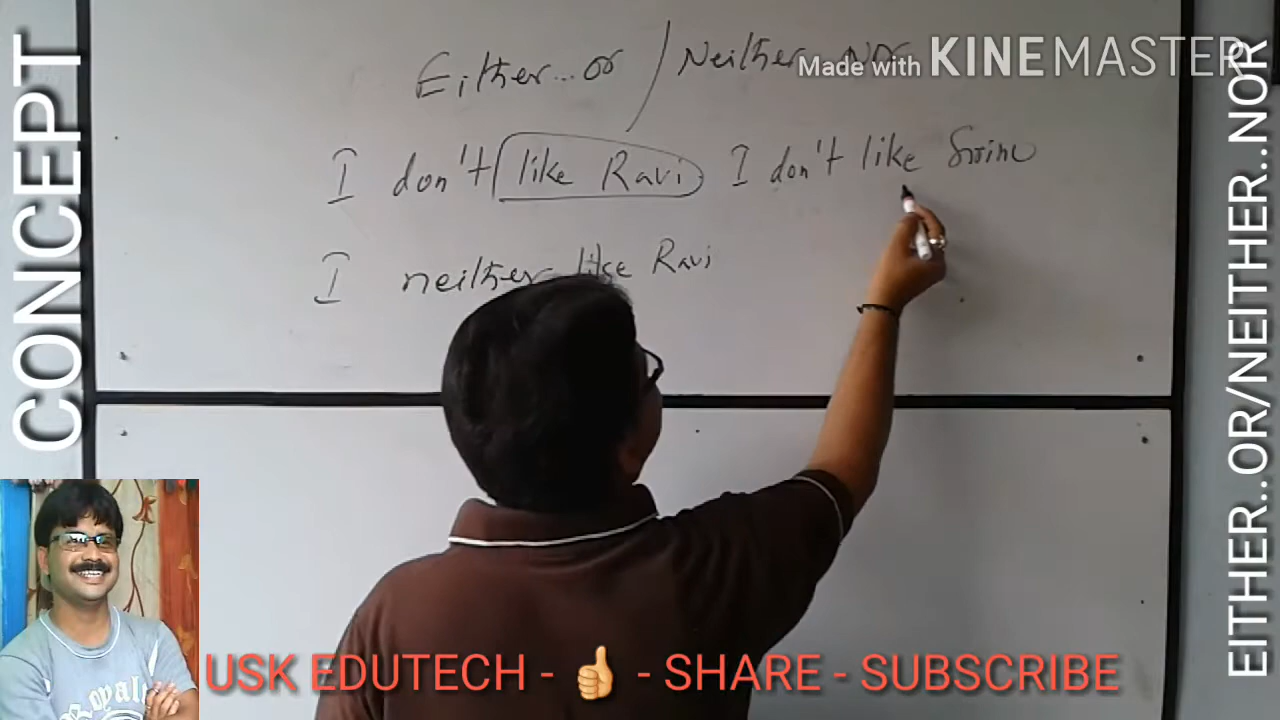 CONCEPT
Either...or / Neither NOR
Made with KINEMASTER
I don't like Ravi I don't like Srinu
I neither like Ravi
EITHER..OR/NEITHER..NOR
USK EDUTECH - 👍 - SHARE - SUBSCRIBE